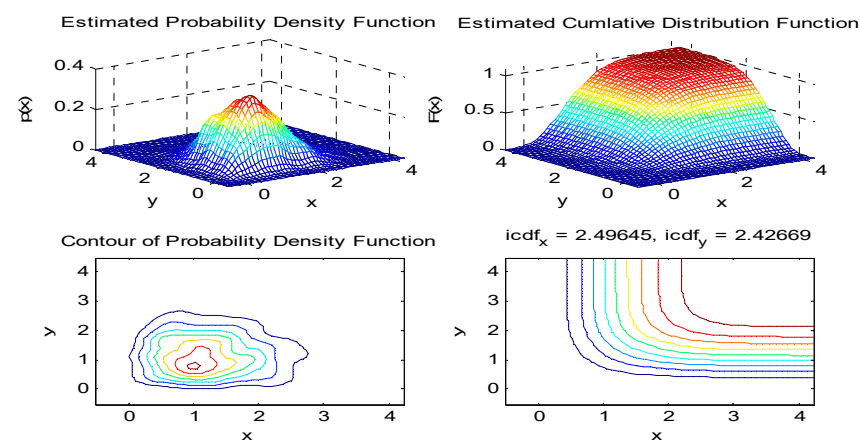 Estimated Probability Density Function
0.4
0.2
0
p(x)
4
2
0
y
0
2
4
x
Estimated Cumlative Distribution Function
1
0.5
0
F(x)
4
2
0
y
0
2
4
x
Contour of Probability Density Function
4
3
2
1
0
y
0
1
2
3
4
x
icdfx = 2.49645, icdfy = 2.42669
4
3
2
1
0
y
0
1
2
3
4
x